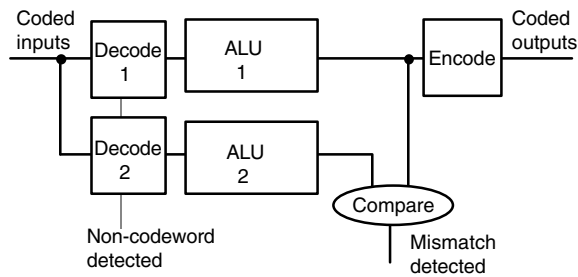 Coded
inputs
Decode
1
ALU
1
Encode
Coded
outputs
Decode
2
ALU
2
Compare
Non-codeword
detected
Mismatch
detected